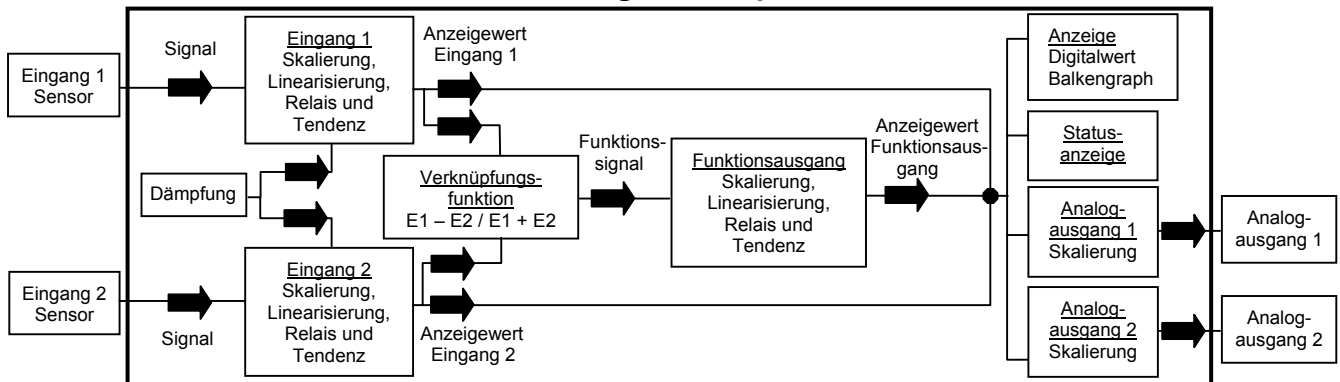 Eingang 1
Sensor
Signal
Eingang 1
Skalierung,
Linearisierung,
Relais und
Tendenz
Anzeigewert
Eingang 1
Dämpfung
Verknüpfungs-
funktion
E1 – E2 / E1 + E2
Funktions-
signal
Funktionsausgang
Skalierung,
Linearisierung,
Relais und
Tendenz
Anzeigewert
Funktionsaus-
gang
Eingang 2
Sensor
Signal
Eingang 2
Skalierung,
Linearisierung,
Relais und
Tendenz
Anzeigewert
Eingang 2
Anzeige
Digitalwert
Balkengraph
Status-
anzeige
Analog-
ausgang 1
Skalierung
Analog-
ausgang 1
Analog-
ausgang 2
Skalierung
Analog-
ausgang 2